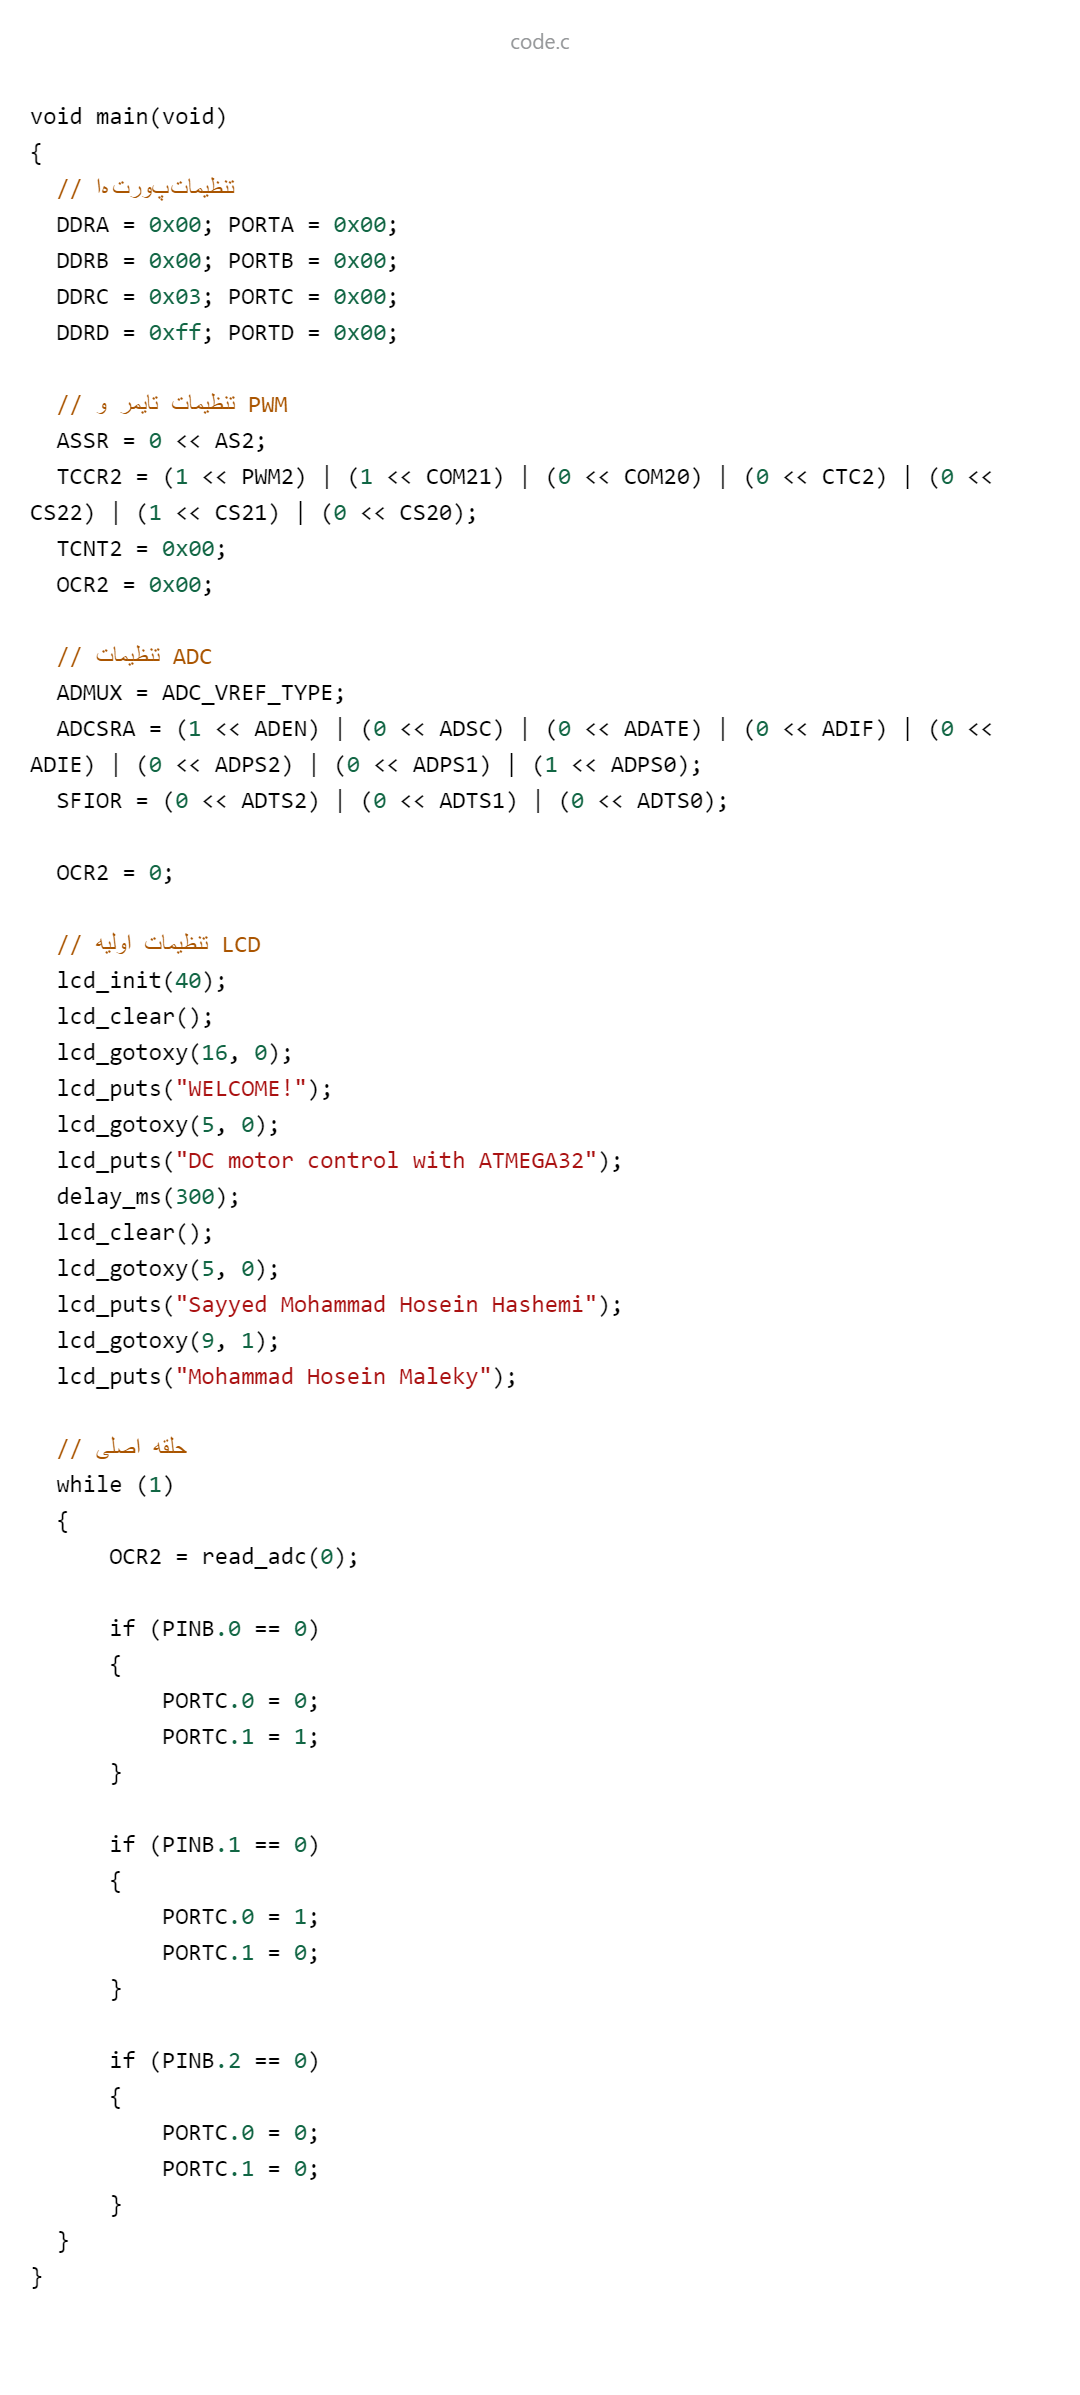 code.c
void main(void)
{
// تنظیمات‌پورت ها
DDRA = 0x00; PORTA = 0x00;
DDRB = 0x00; PORTB = 0x00;
DDRC = 0x03; PORTC = 0x00;
DDRD = 0xff; PORTD = 0x00;
// تنظیمات تایمر و PWM
ASSR = 0 << AS2;
TCCR2 = (1 << PWM2) | (1 << COM21) | (0 << COM20) | (0 << CTC2) | (0 <<
CS22) | (1 << CS21) | (0 << CS20);
TCNT2 = 0x00;
OCR2 = 0x00;
// تنظیمات ADC
ADMUX = ADC_VREF_TYPE;
ADCSRA = (1 << ADEN) | (0 << ADSC) | (0 << ADATE) | (0 << ADIF) | (0 <<
ADIE) | (0 << ADPS2) | (0 << ADPS1) | (1 << ADPS0);
SFIOR = (0 << ADTS2) | (0 << ADTS1) | (0 << ADTS0);
OCR2 = 0;
// تنظیمات اولیه LCD
lcd_init(40);
lcd_clear();
lcd_gotoxy(16, 0);
lcd_puts("WELCOME!");
lcd_gotoxy(5, 0);
lcd_puts("DC motor control with ATMEGA32");
delay_ms(300);
lcd_clear();
lcd_gotoxy(5, 0);
lcd_puts("Sayyed Mohammad Hosein Hashemi");
lcd_gotoxy(9, 1);
lcd_puts("Mohammad Hosein Maleky");
// حلقه اصلی
while (1)
{
OCR2 = read_adc(0);
if (PINB.0 == 0)
{
PORTC.0 = 0;
PORTC.1 = 1;
}
if (PINB.1 == 0)
{
PORTC.0 = 1;
PORTC.1 = 0;
}
if (PINB.2 == 0)
{
PORTC.0 = 0;
PORTC.1 = 0;
}
}
}